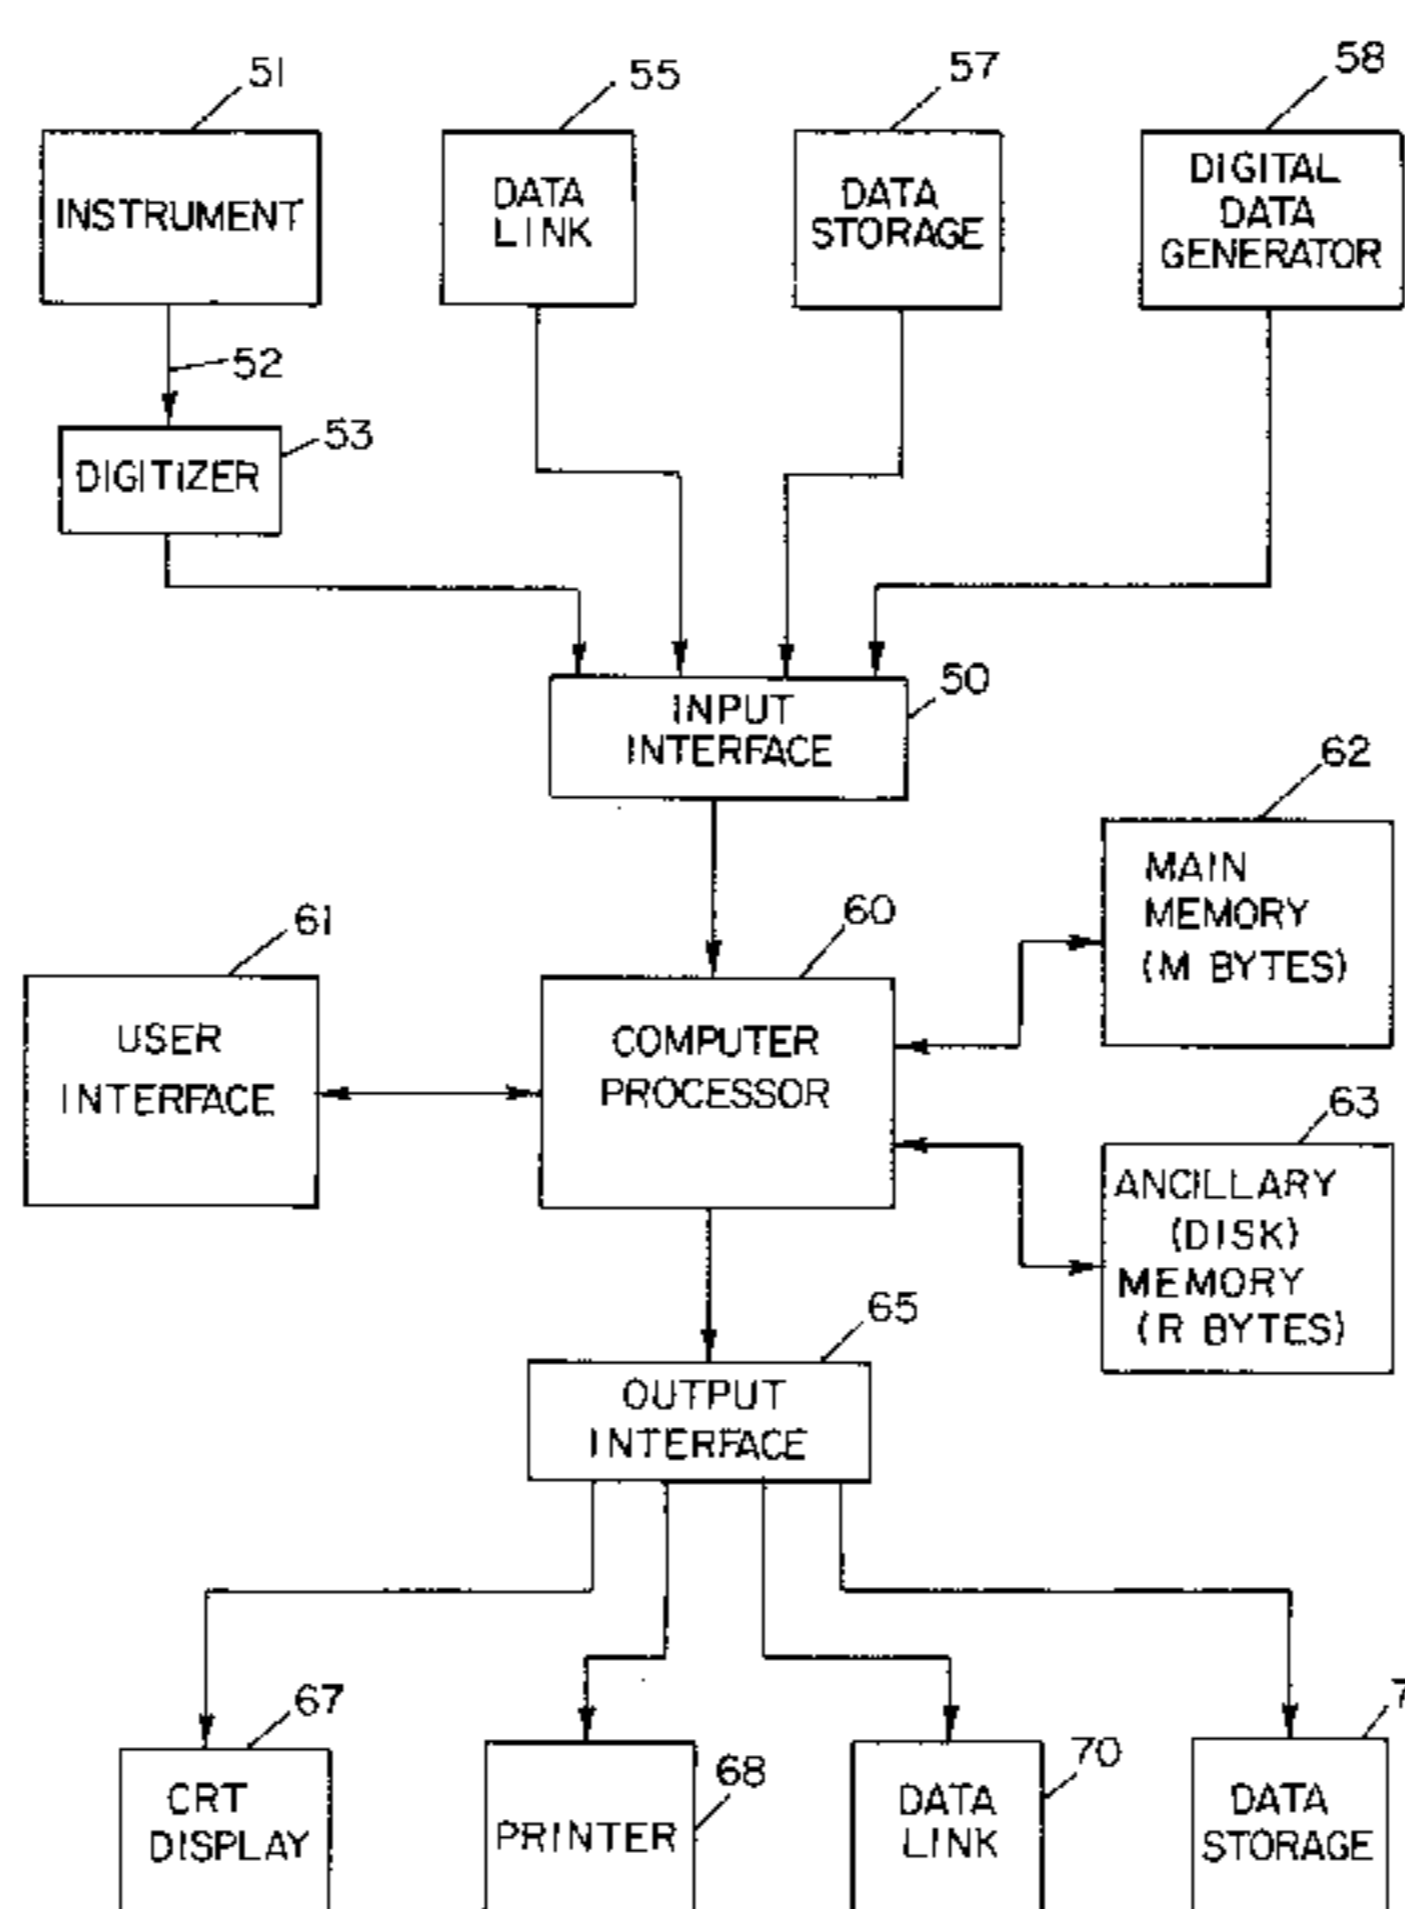 51
55
57
58
INSTRUMENT
DATA
LINK
DATA
STORAGE
DIGITAL
DATA
GENERATOR
52
53
DIGITIZER
50
INPUT
INTERFACE
62
MAIN
MEMORY
(M BYTES)
61
60
USER
INTERFACE
COMPUTER
PROCESSOR
63
ANCILLARY
(DISK)
MEMORY
(R BYTES)
65
OUTPUT
INTERFACE
67
CRT
DISPLAY
68
PRINTER
70
DATA
LINK
DATA
STORAGE